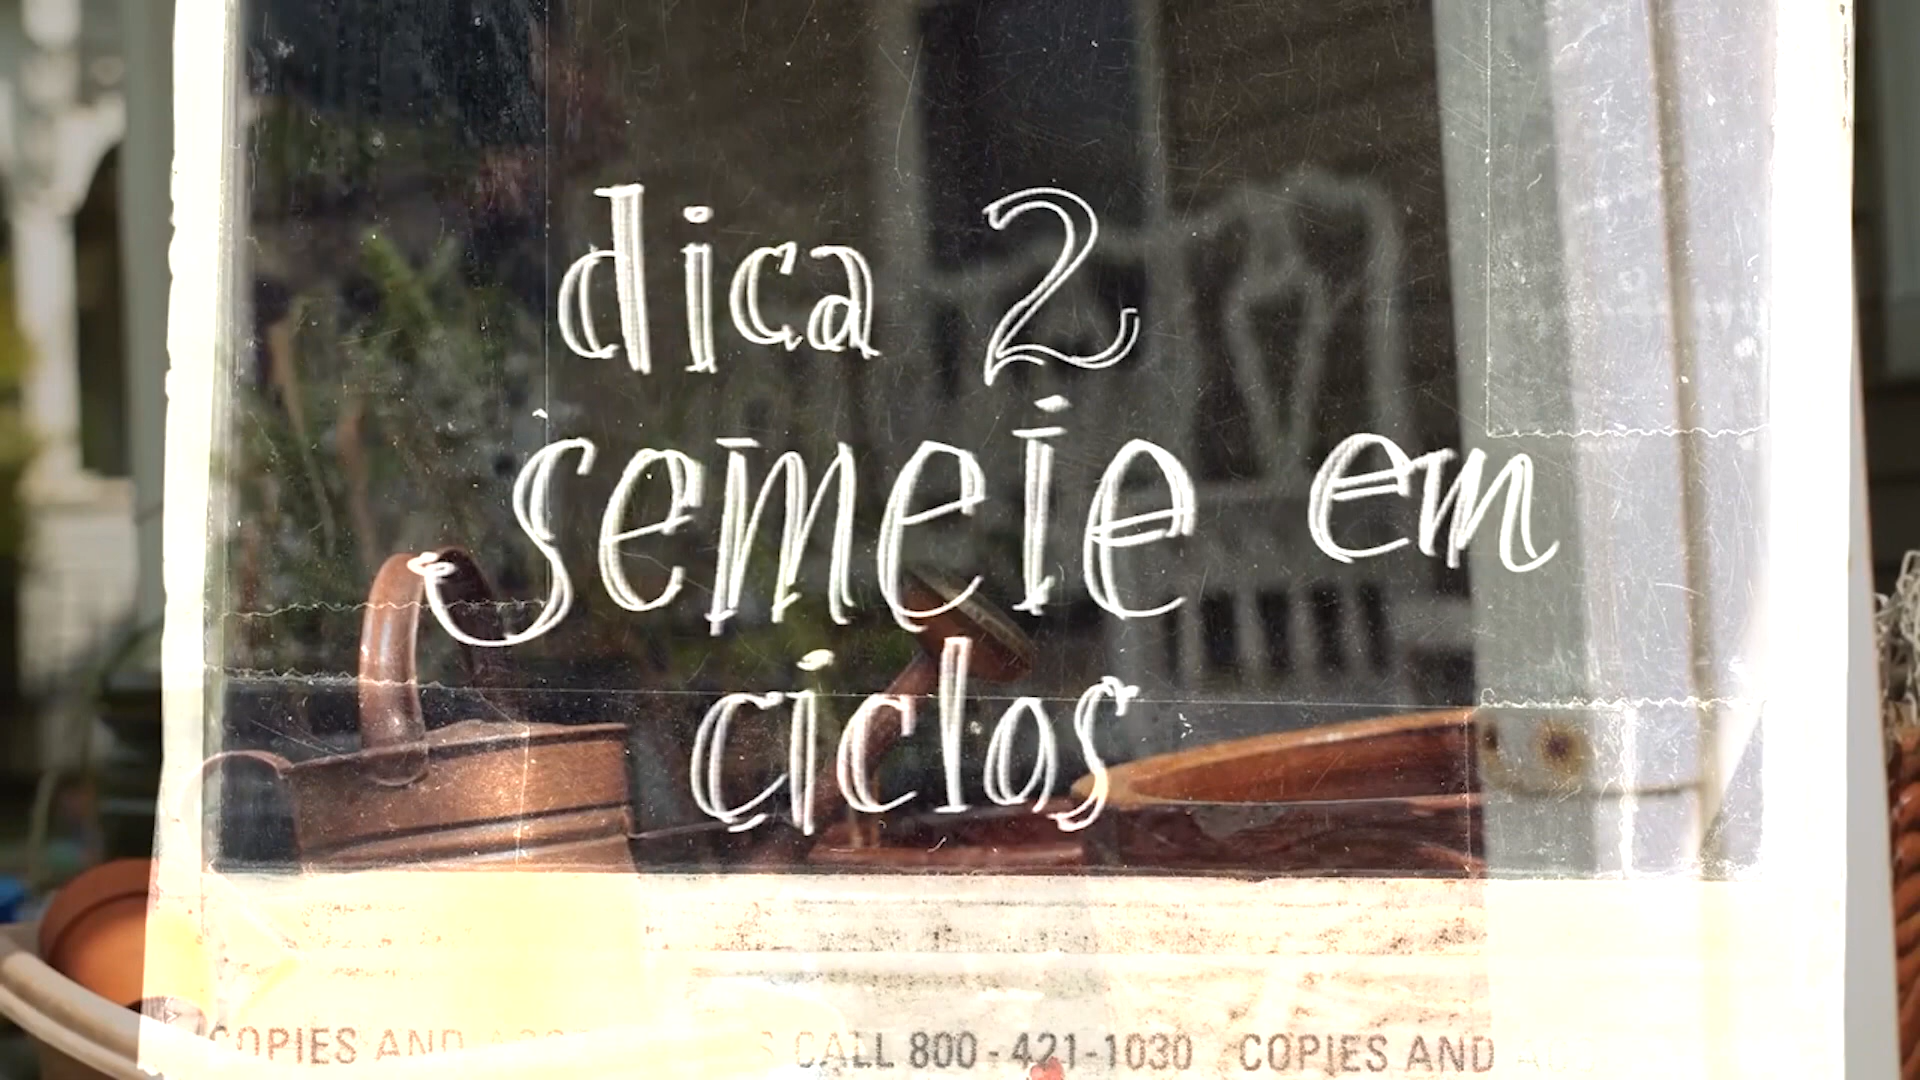 dica 2
semeie em
ciclos
COPIES AND CALL 800-421-1030 COPIES AND